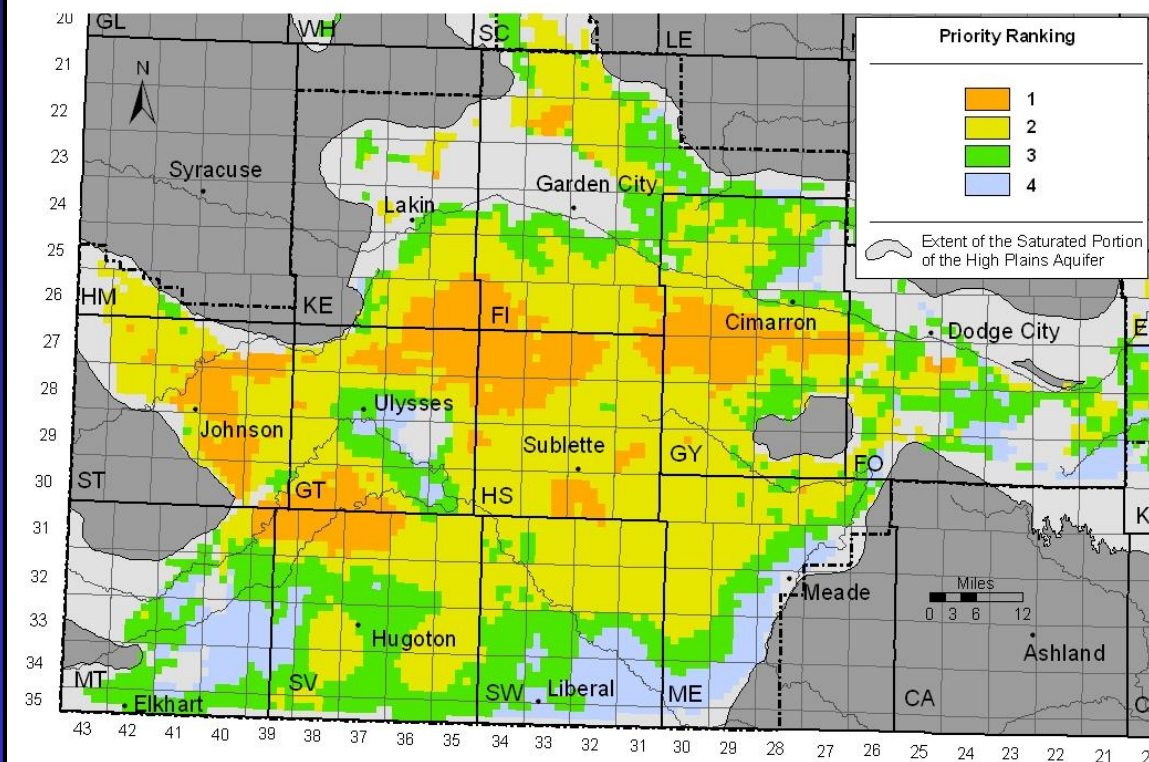 20
GL
WH
SC
LE
Priority Ranking
1
2
3
4
Extent of the Saturated Portion
of the High Plains Aquifer
21
N
22
23
Syracuse
Garden City
24
Lakin
25
26
HM
KE
FI
Cimarron
Dodge City
E
27
28
Ulysses
29
Johnson
Sublette
GY
FO
30
ST
GT
HS
K
31
32
Miles
0 3 6 12
Meade
33
Hugoton
Ashland
34
MT
SV
SW
Liberal
ME
CA
C
35
Elkhart
43 42 41 40 39 38 37 36 35 34 33 32 31 30 29 28 27 26 25 24 23 22 21